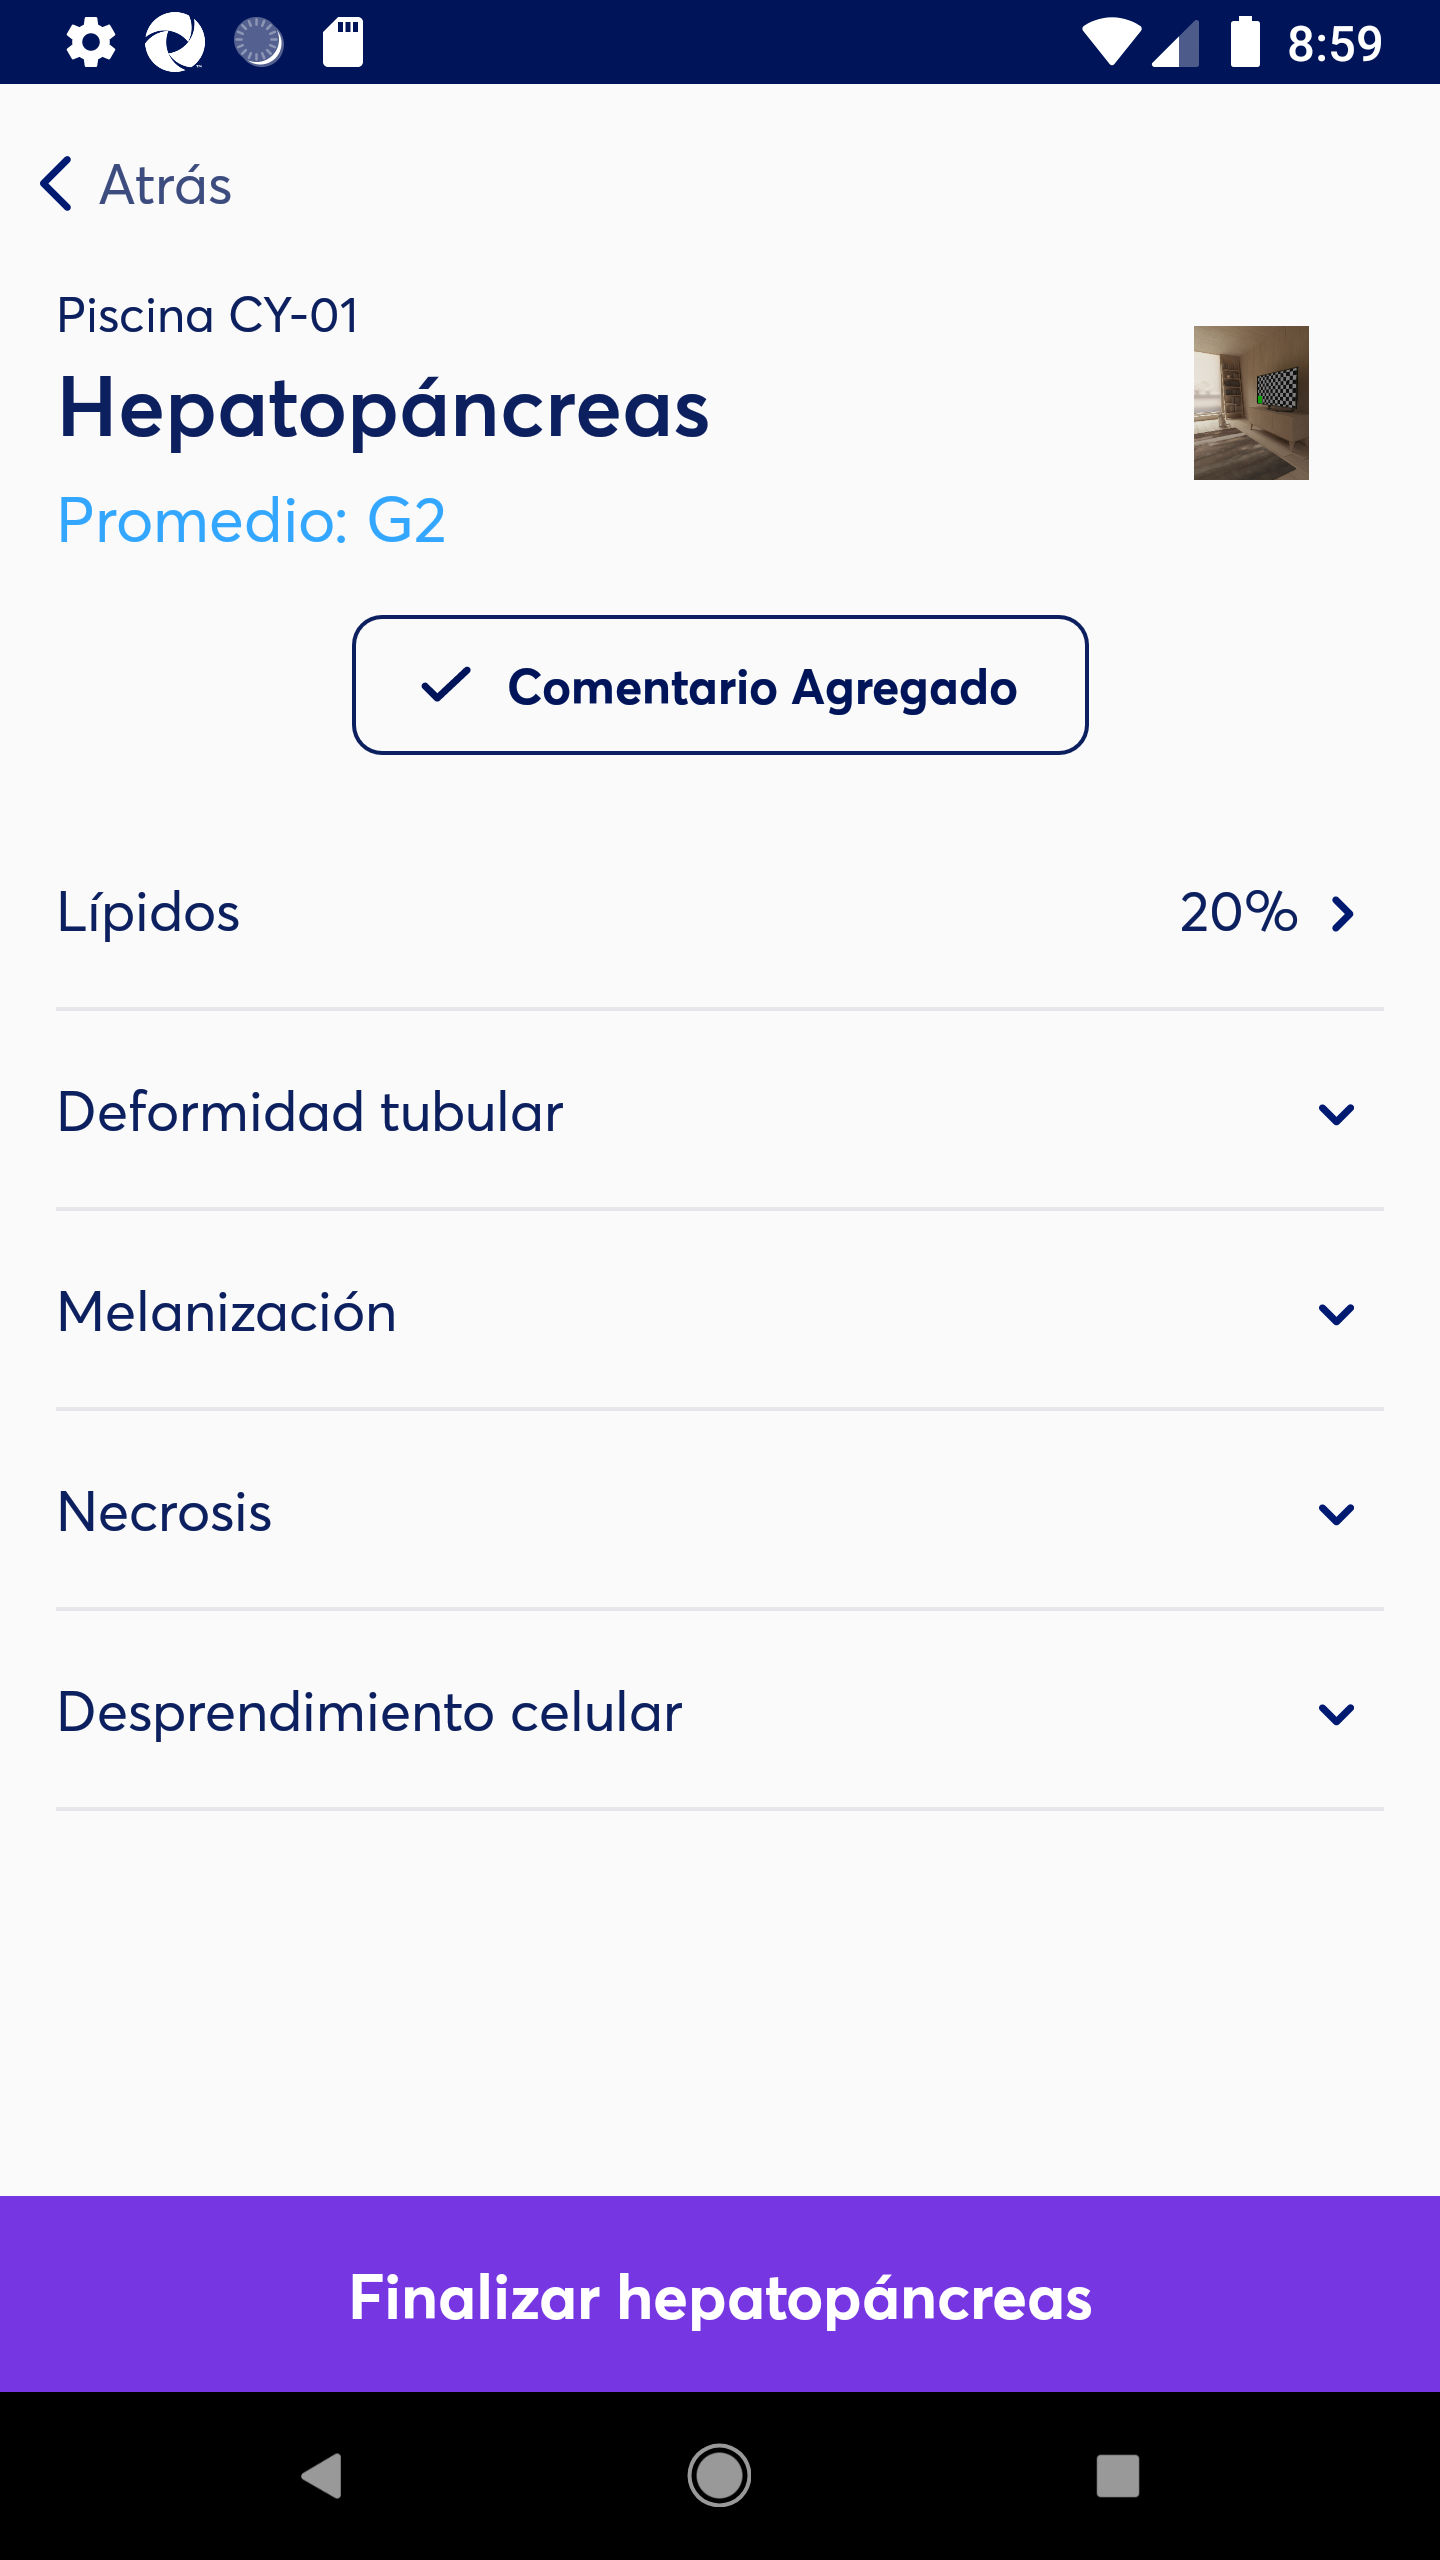 8:59
Atrás
Piscina CY-01
Hepatopáncreas
Promedio: G2
Comentario Agregado
Lípidos 20%
Deformidad tubular
Melanización
Necrosis
Desprendimiento celular
Finalizar hepatopáncreas